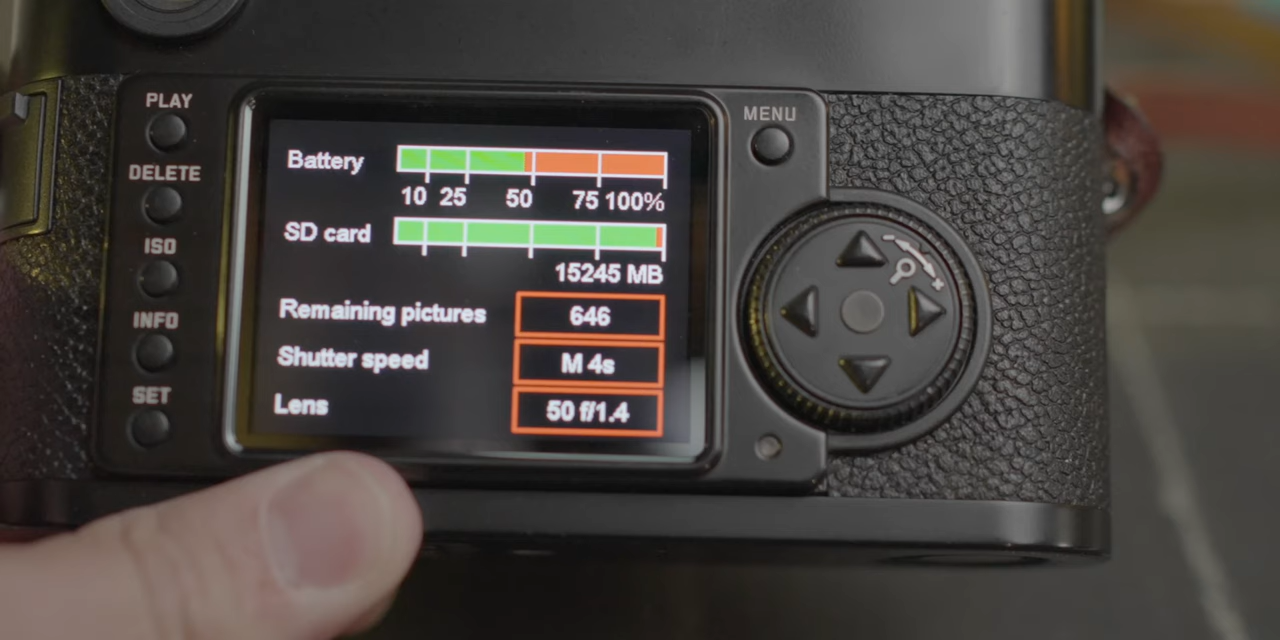 PLAY
DELETE
ISO
INFO
SET
Battery
10 25 50 75 100%
SD card
15245 MB
Remaining pictures 646
Shutter speed M 4s
Lens 50 f/1.4
MENU